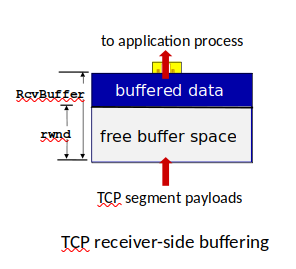 to application process
RcvBuffer
buffered data
rwnd
free buffer space
TCP segment payloads
TCP receiver-side buffering